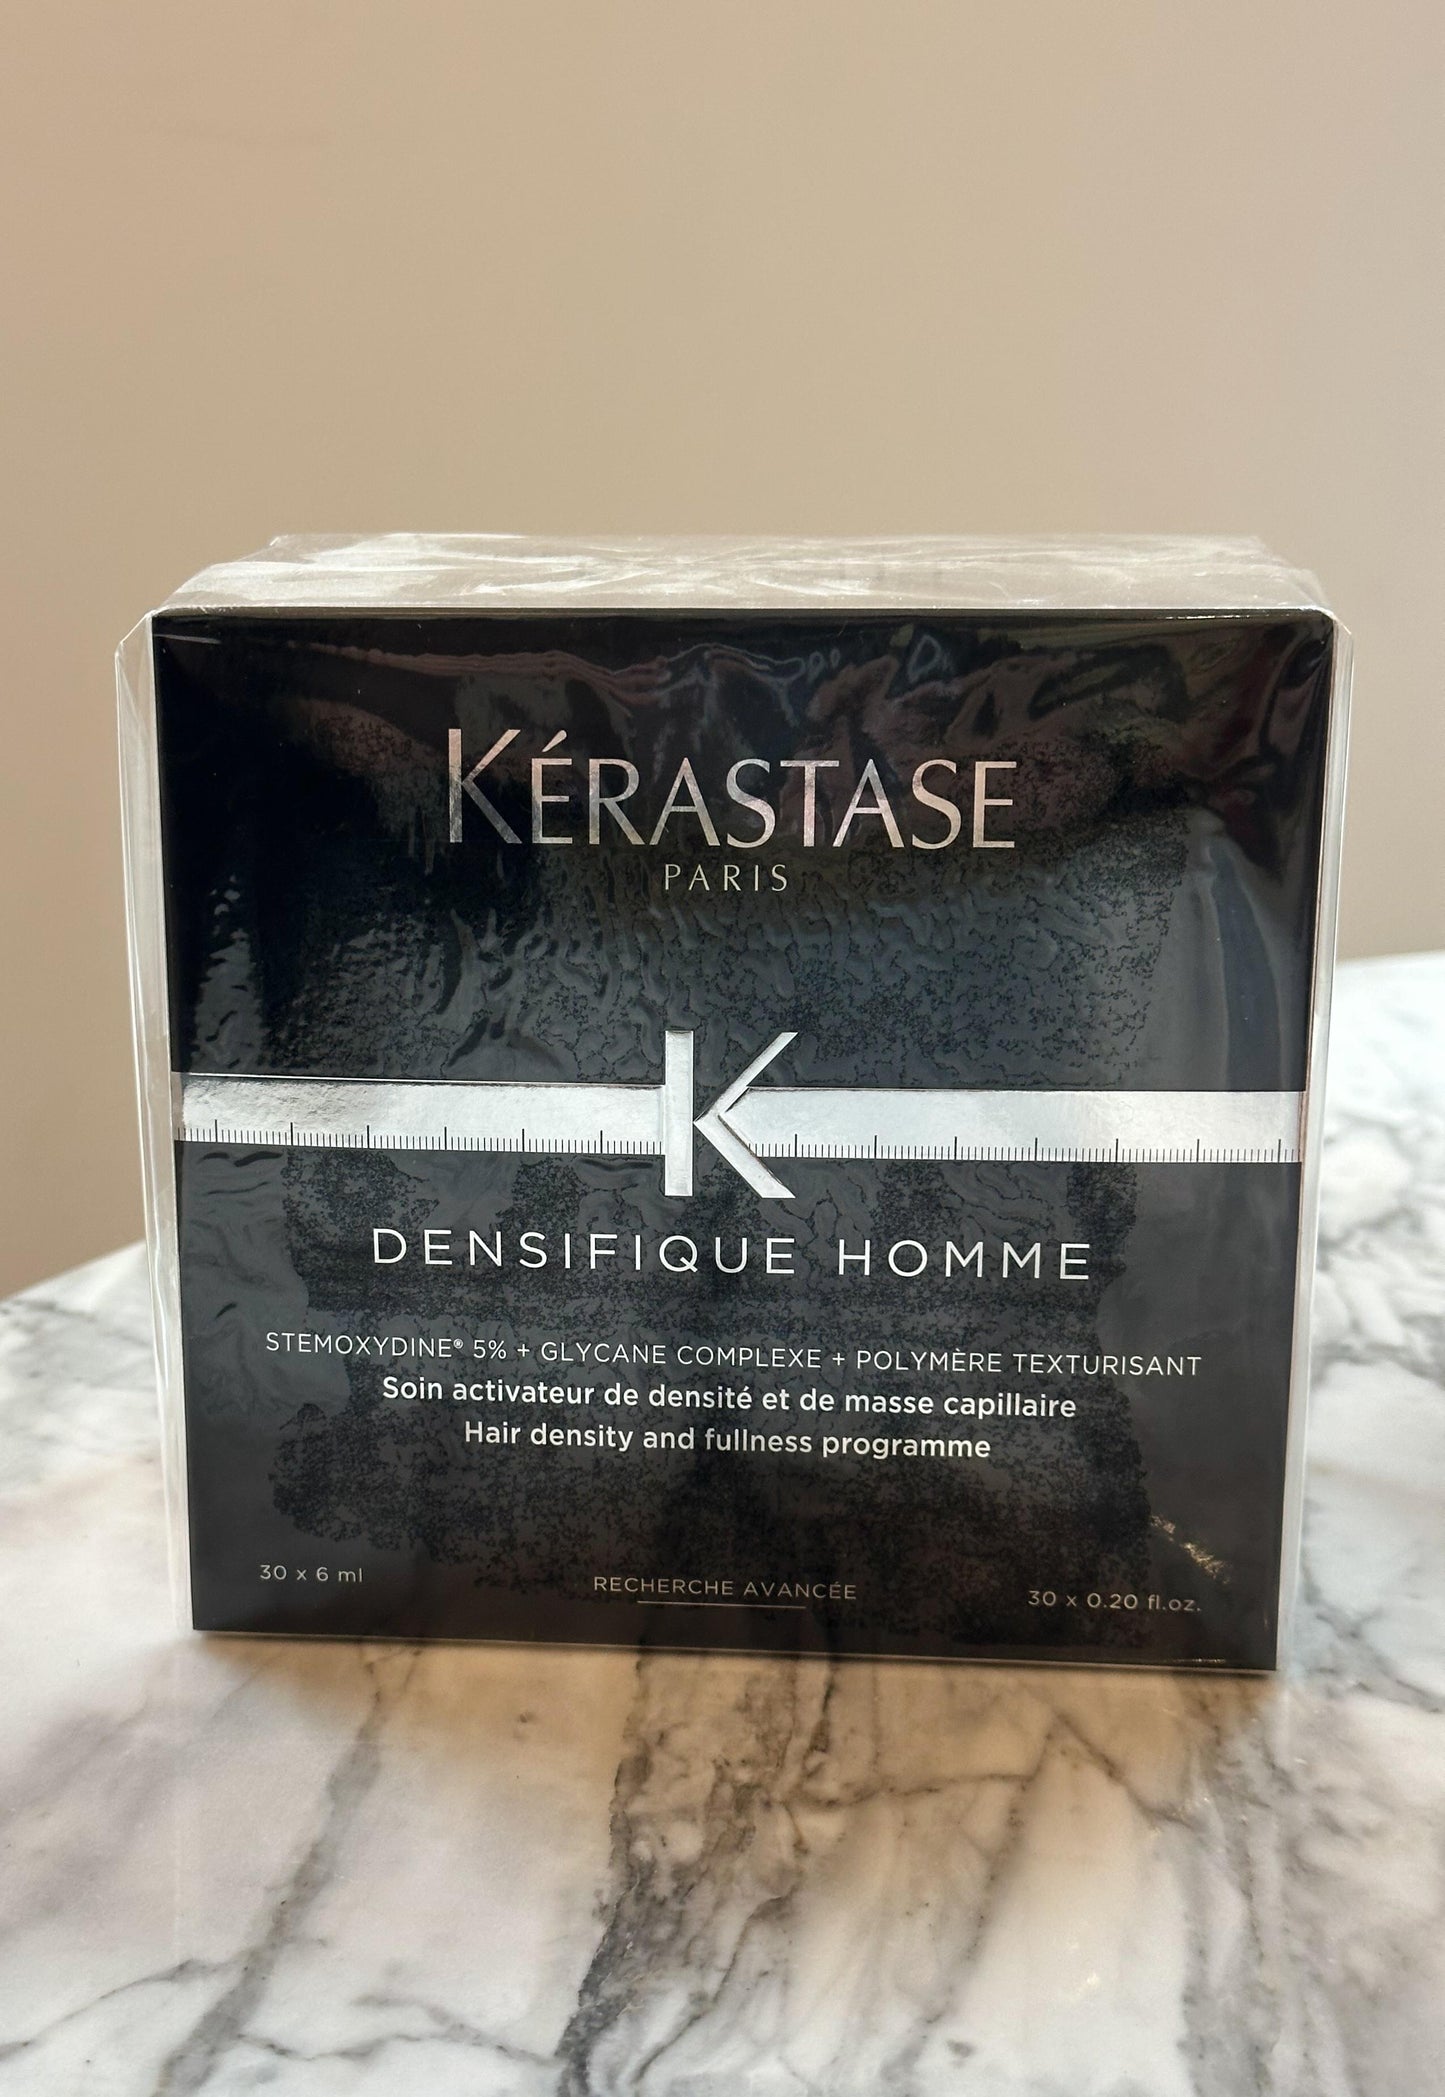 KÉRASTASE
PARIS
K
DENSIFIQUE HOMME
STEMOXYDINE® 5% + GLYCANE COMPLEXE + POLYMÈRE TEXTURISANT
Soin activateur de densité et de masse capillaire
Hair density and fullness programme
30 x 6 ml
RECHERCHE AVANCÉE
30 x 0.20 fl.oz.